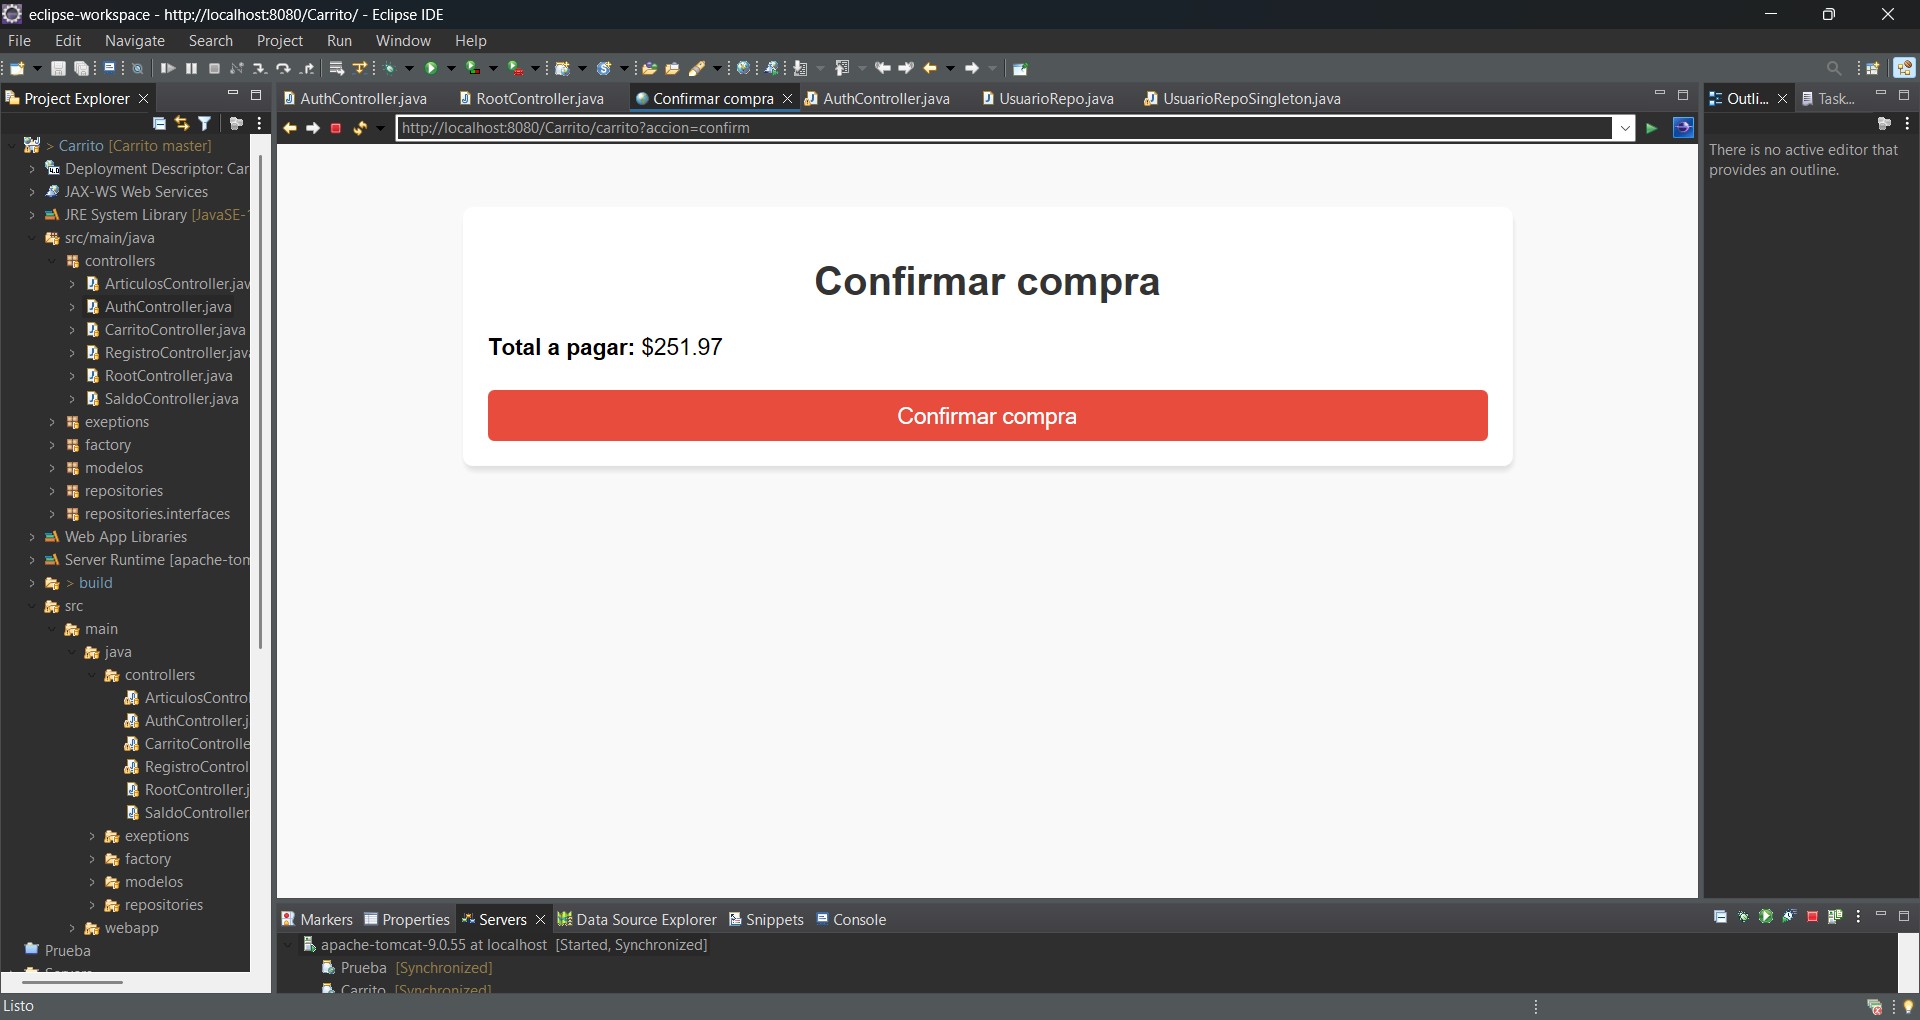 eclipse-workspace - http://localhost:8080/Carrito/ - Eclipse IDE
File Edit Navigate Search Project Run Window Help
Project Explorer
AuthController.java RootController.java Confirmar compra AuthController.java UsuarioRepo.java UsuarioRepoSingleton.java
Outli... Task...
http://localhost:8080/Carrito/carrito?accion=confirm
> Carrito [Carrito master]
Deployment Descriptor: Car
JAX-WS Web Services
JRE System Library [JavaSE-1
src/main/java
controllers
ArticulosController.jav
AuthController.java
CarritoController.java
RegistroController.java
RootController.java
SaldoController.java
exeptions
factory
modelos
repositories
repositories.interfaces
Web App Libraries
Server Runtime [apache-tom
> build
src
main
java
controllers
ArticulosControl
AuthController.j
CarritoControlle
RegistroControl
RootController.j
SaldoController
exeptions
factory
modelos
repositories
webapp
Prueba
Servers
Confirmar compra
Total a pagar: $251.97
Confirmar compra
There is no active editor that
provides an outline.
Markers Properties Servers Data Source Explorer Snippets Console
apache-tomcat-9.0.55 at localhost [Started, Synchronized]
Prueba [Synchronized]
Carrito [Synchronized]
Listo